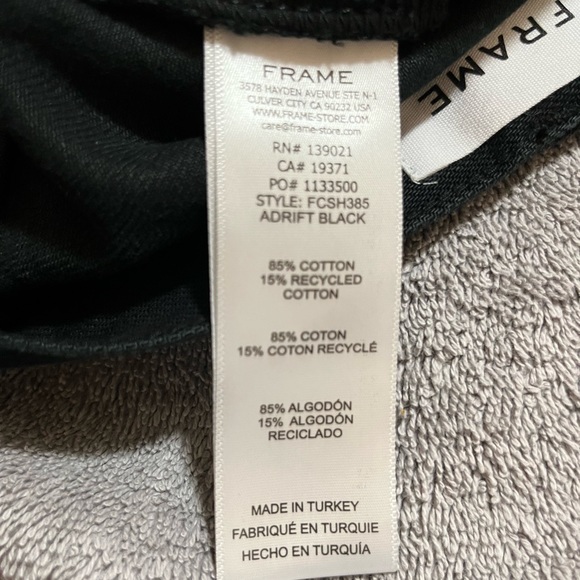 FRAME
3578 HAYDEN AVENUE STE N-1
CULVER CITY CA 90232 USA
WWW.FRAME-STORE.COM
care@frame-store.com
RN# 139021
CA# 19371
PO# 1133500
STYLE: FCSH385
ADRIFT BLACK
85% COTTON
15% RECYCLED
COTTON
85% COTON
15% COTON RECYCLÉ
85% ALGODÓN
15% ALGODÓN
RECICLADO
MADE IN TURKEY
FABRIQUÉ EN TURQUIE
HECHO EN TURQUÍA
FRAME